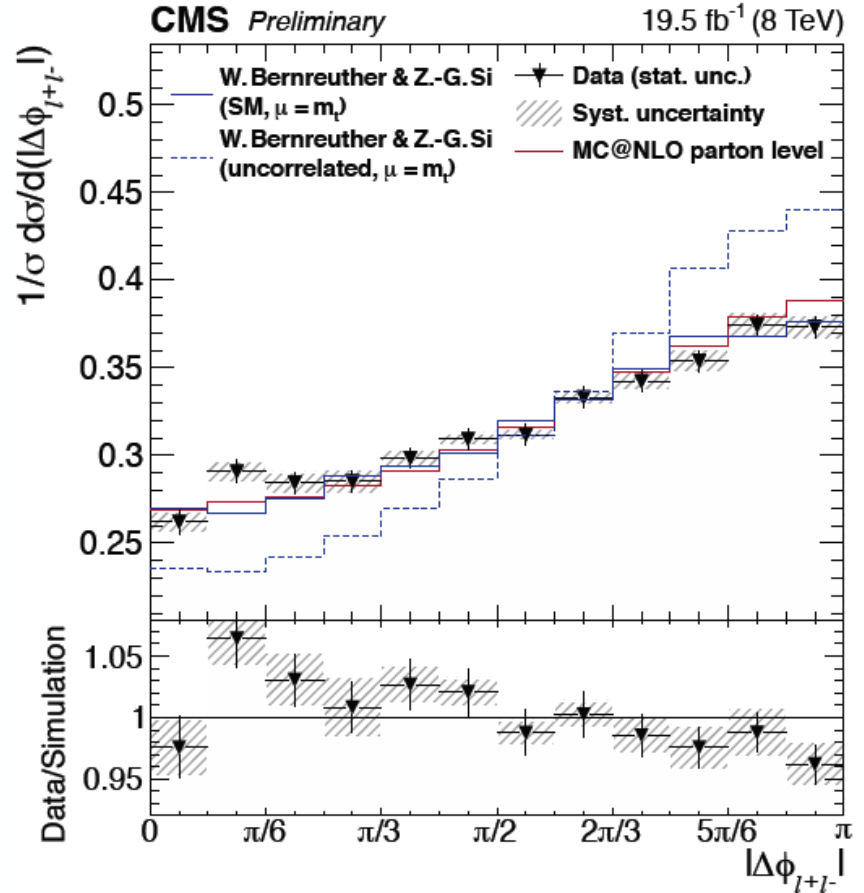 CMS Preliminary 19.5 fb⁻¹ (8 TeV)
1/σ dσ/d(|Δϕ_{l+l-}|)
W. Bernreuther & Z.-G. Si
(SM, μ = mₜ)
W. Bernreuther & Z.-G. Si
(uncorrelated, μ = mₜ)
Data (stat. unc.)
Syst. uncertainty
MC@NLO parton level
0.5
0.45
0.4
0.35
0.3
0.25
Data/Simulation
1.05
1
0.95
0 π/6 π/3 π/2 2π/3 5π/6 π
|Δϕ_{l+l-}|